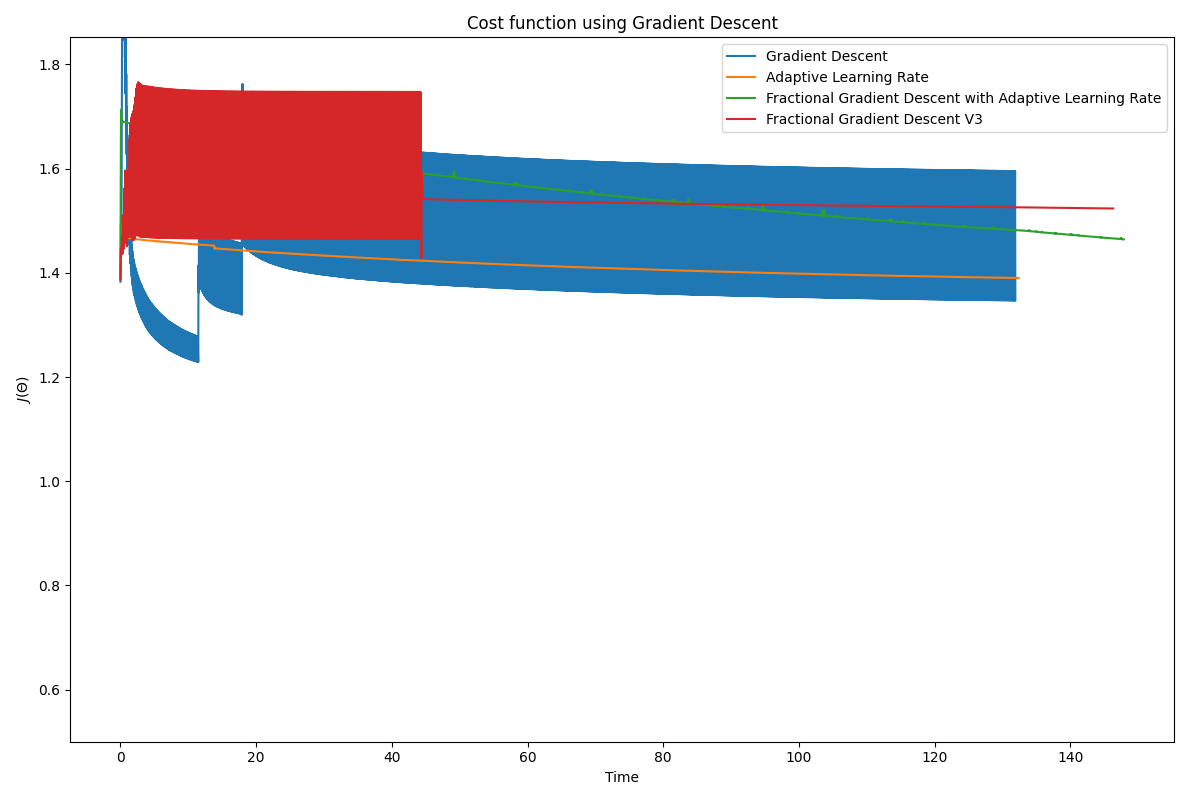 Cost function using Gradient Descent
Gradient Descent
Adaptive Learning Rate
Fractional Gradient Descent with Adaptive Learning Rate
Fractional Gradient Descent V3
1.8
1.6
1.4
1.2
1.0
0.8
0.6
J(Θ)
0 20 40 60 80 100 120 140
Time